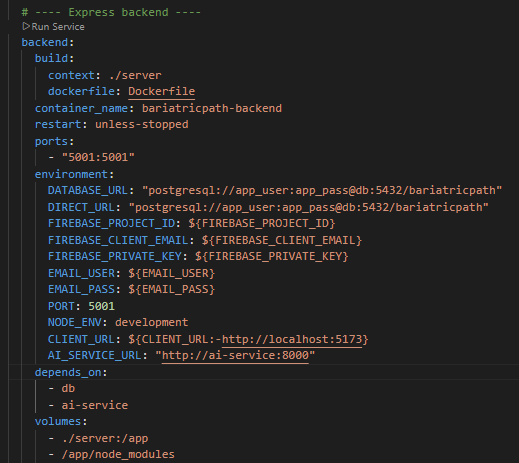 # ---- Express backend ----
▷Run Service
backend:
build:
context: ./server
dockerfile: Dockerfile
container_name: bariatricpath-backend
restart: unless-stopped
ports:
- "5001:5001"
environment:
DATABASE_URL: "postgresql://app_user:app_pass@db:5432/bariatricpath"
DIRECT_URL: "postgresql://app_user:app_pass@db:5432/bariatricpath"
FIREBASE_PROJECT_ID: ${FIREBASE_PROJECT_ID}
FIREBASE_CLIENT_EMAIL: ${FIREBASE_CLIENT_EMAIL}
FIREBASE_PRIVATE_KEY: ${FIREBASE_PRIVATE_KEY}
EMAIL_USER: ${EMAIL_USER}
EMAIL_PASS: ${EMAIL_PASS}
PORT: 5001
NODE_ENV: development
CLIENT_URL: ${CLIENT_URL:-http://localhost:5173}
AI_SERVICE_URL: "http://ai-service:8000"
depends_on:
- db
- ai-service
volumes:
- ./server:/app
- /app/node_modules